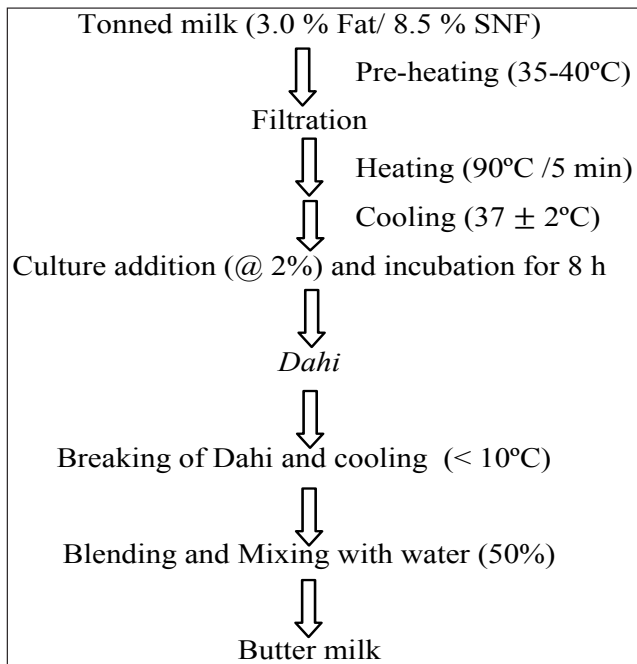 Tonned milk (3.0 % Fat/ 8.5 % SNF)
Pre-heating (35-40ºC)
Filtration
Heating (90ºC /5 min)
Cooling (37 ± 2ºC)
Culture addition (@ 2%) and incubation for 8 h
Dahi
Breaking of Dahi and cooling (< 10ºC)
Blending and Mixing with water (50%)
Butter milk